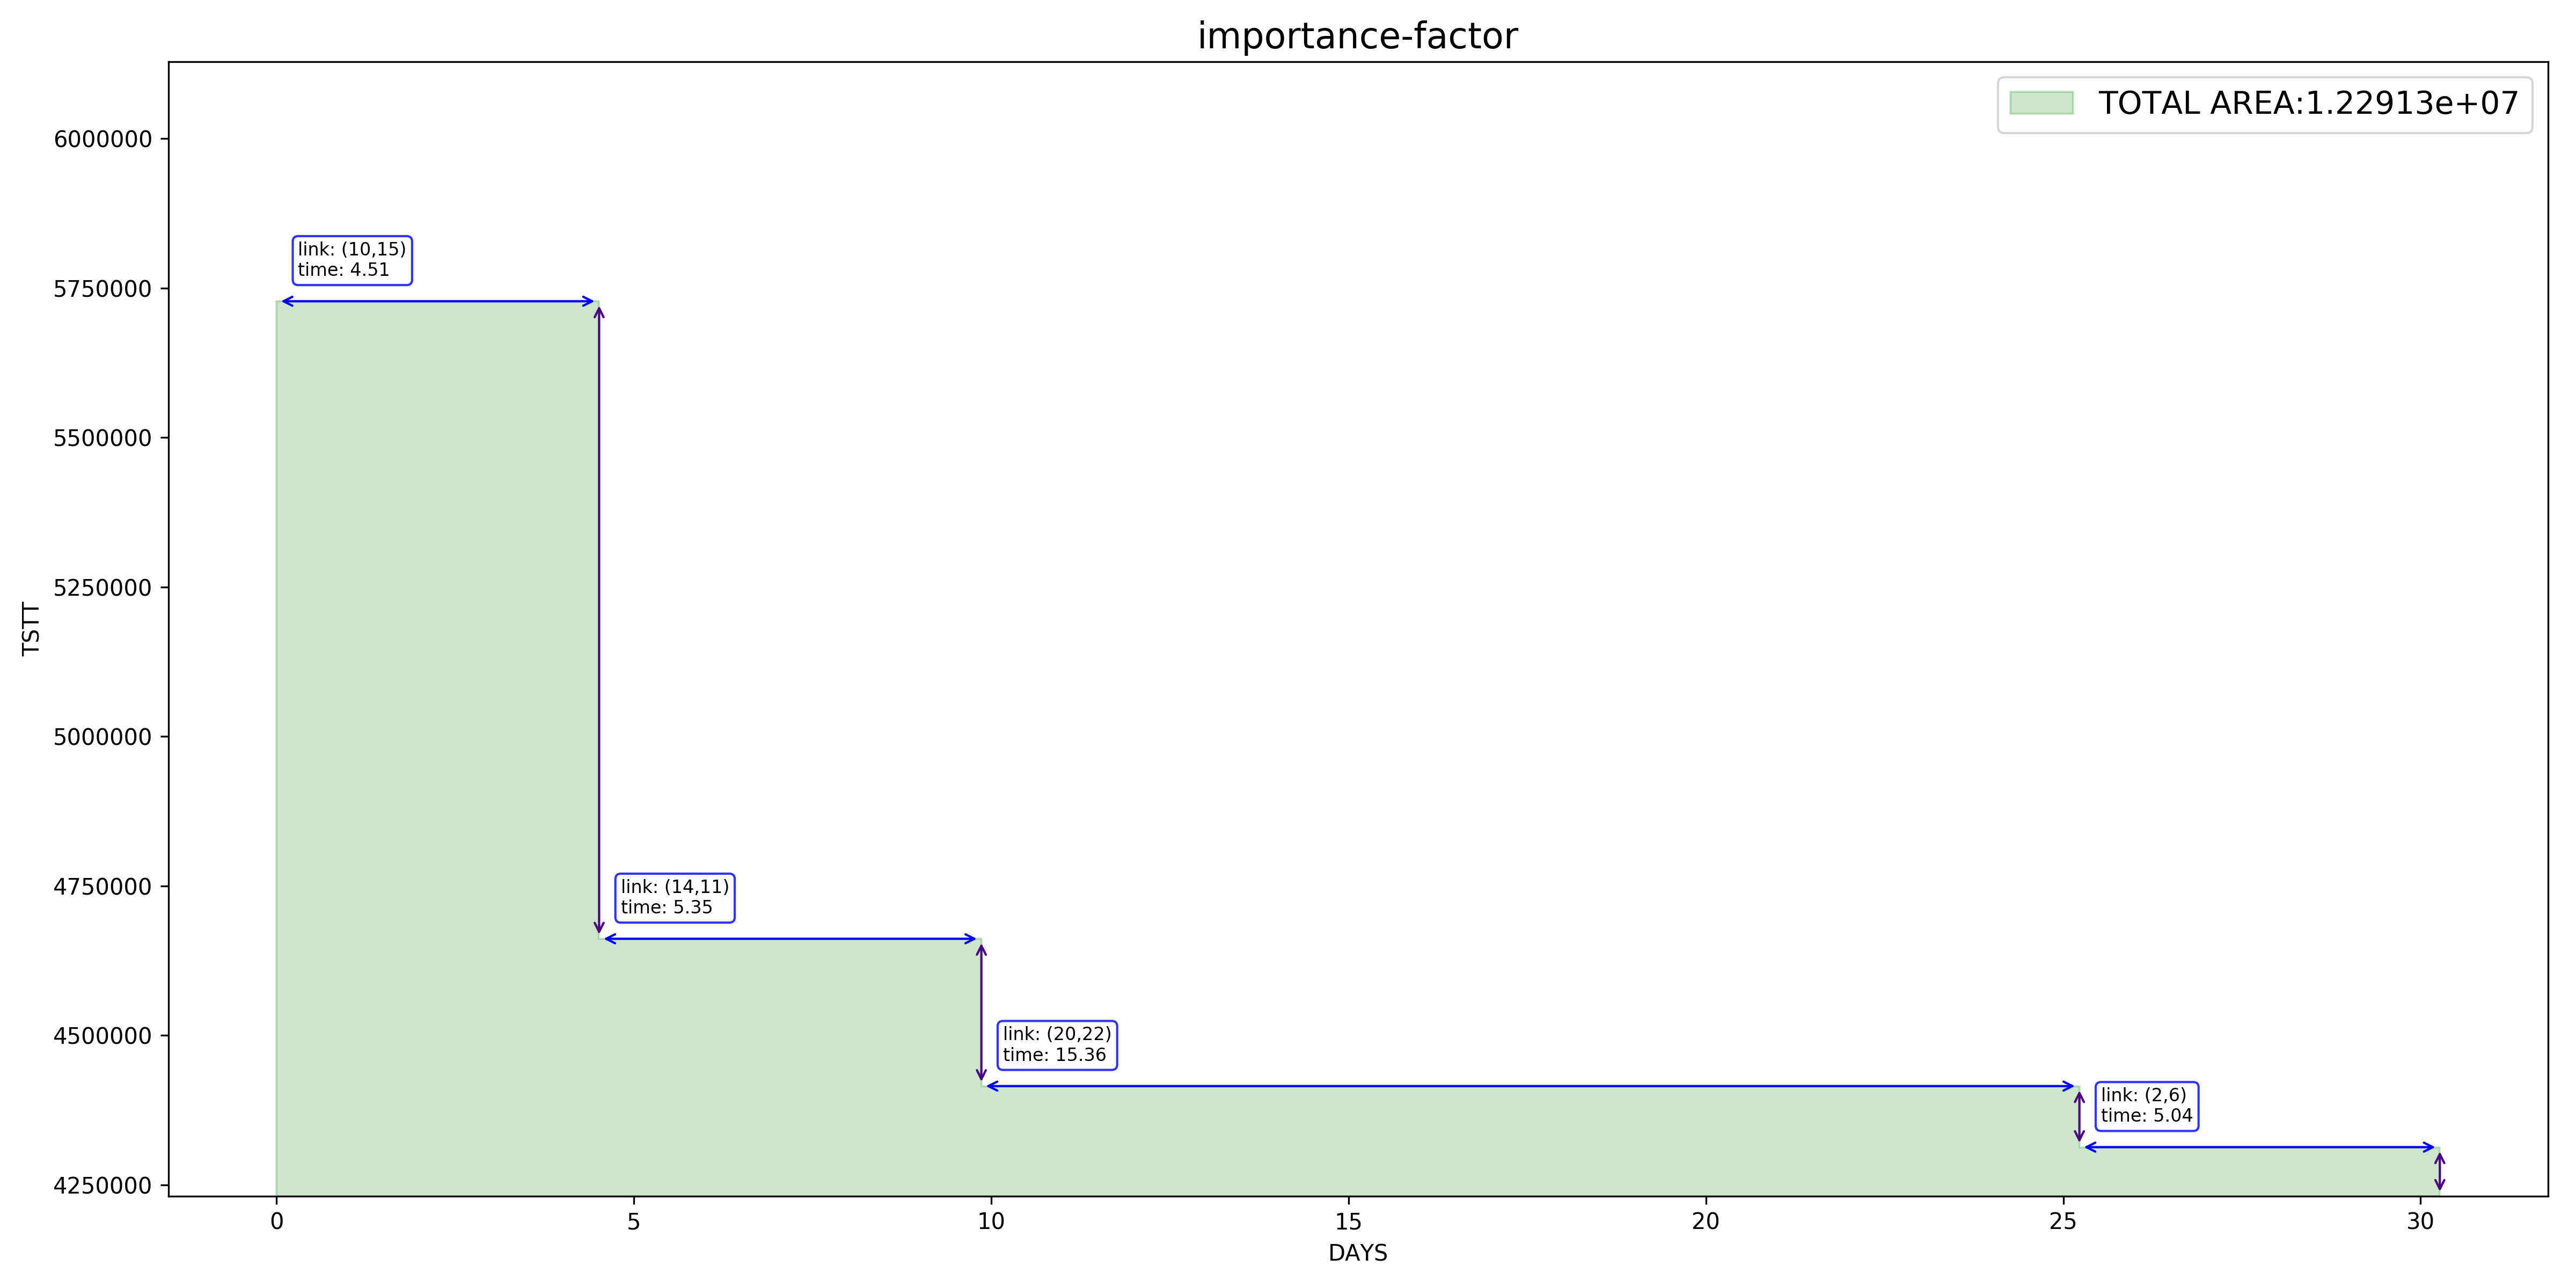 importance-factor
TOTAL AREA:1.22913e+07
6000000
5750000
5500000
5250000
5000000
4750000
4500000
4250000
TSTT
link: (10,15)
time: 4.51
link: (14,11)
time: 5.35
link: (20,22)
time: 15.36
link: (2,6)
time: 5.04
0 5 10 15 20 25 30
DAYS